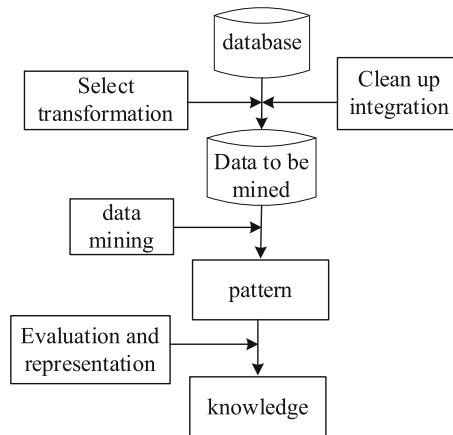 database
Select
transformation
Clean up
integration
Data to be
mined
data
mining
pattern
Evaluation and
representation
knowledge